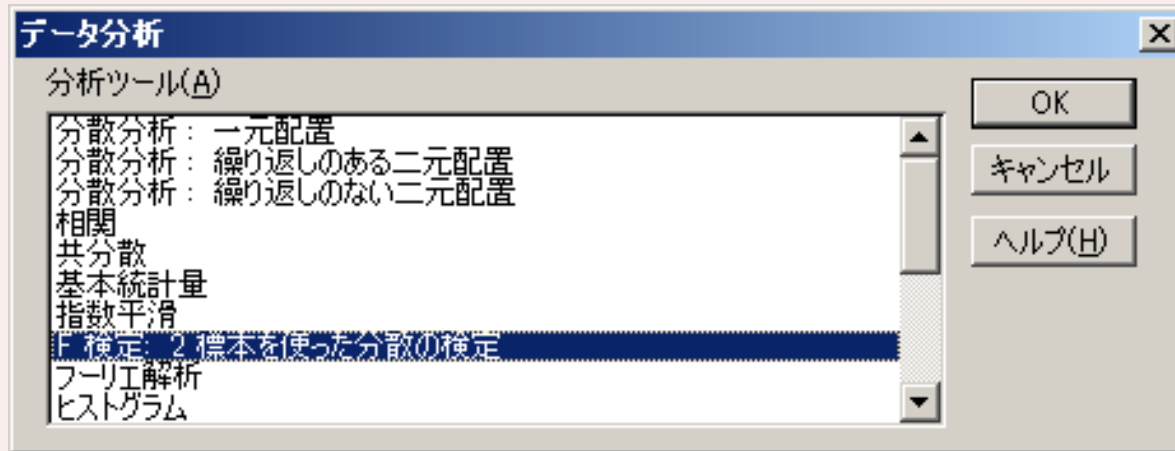 データ分析
分析ツール(A)
分散分析： 一元配置
分散分析： 繰り返しのある二元配置
分散分析： 繰り返しのない二元配置
相関
共分散
基本統計量
指数平滑
F 検定: 2 標本を使った分散の検定
フーリエ解析
ヒストグラム
OK
キャンセル
ヘルプ(H)